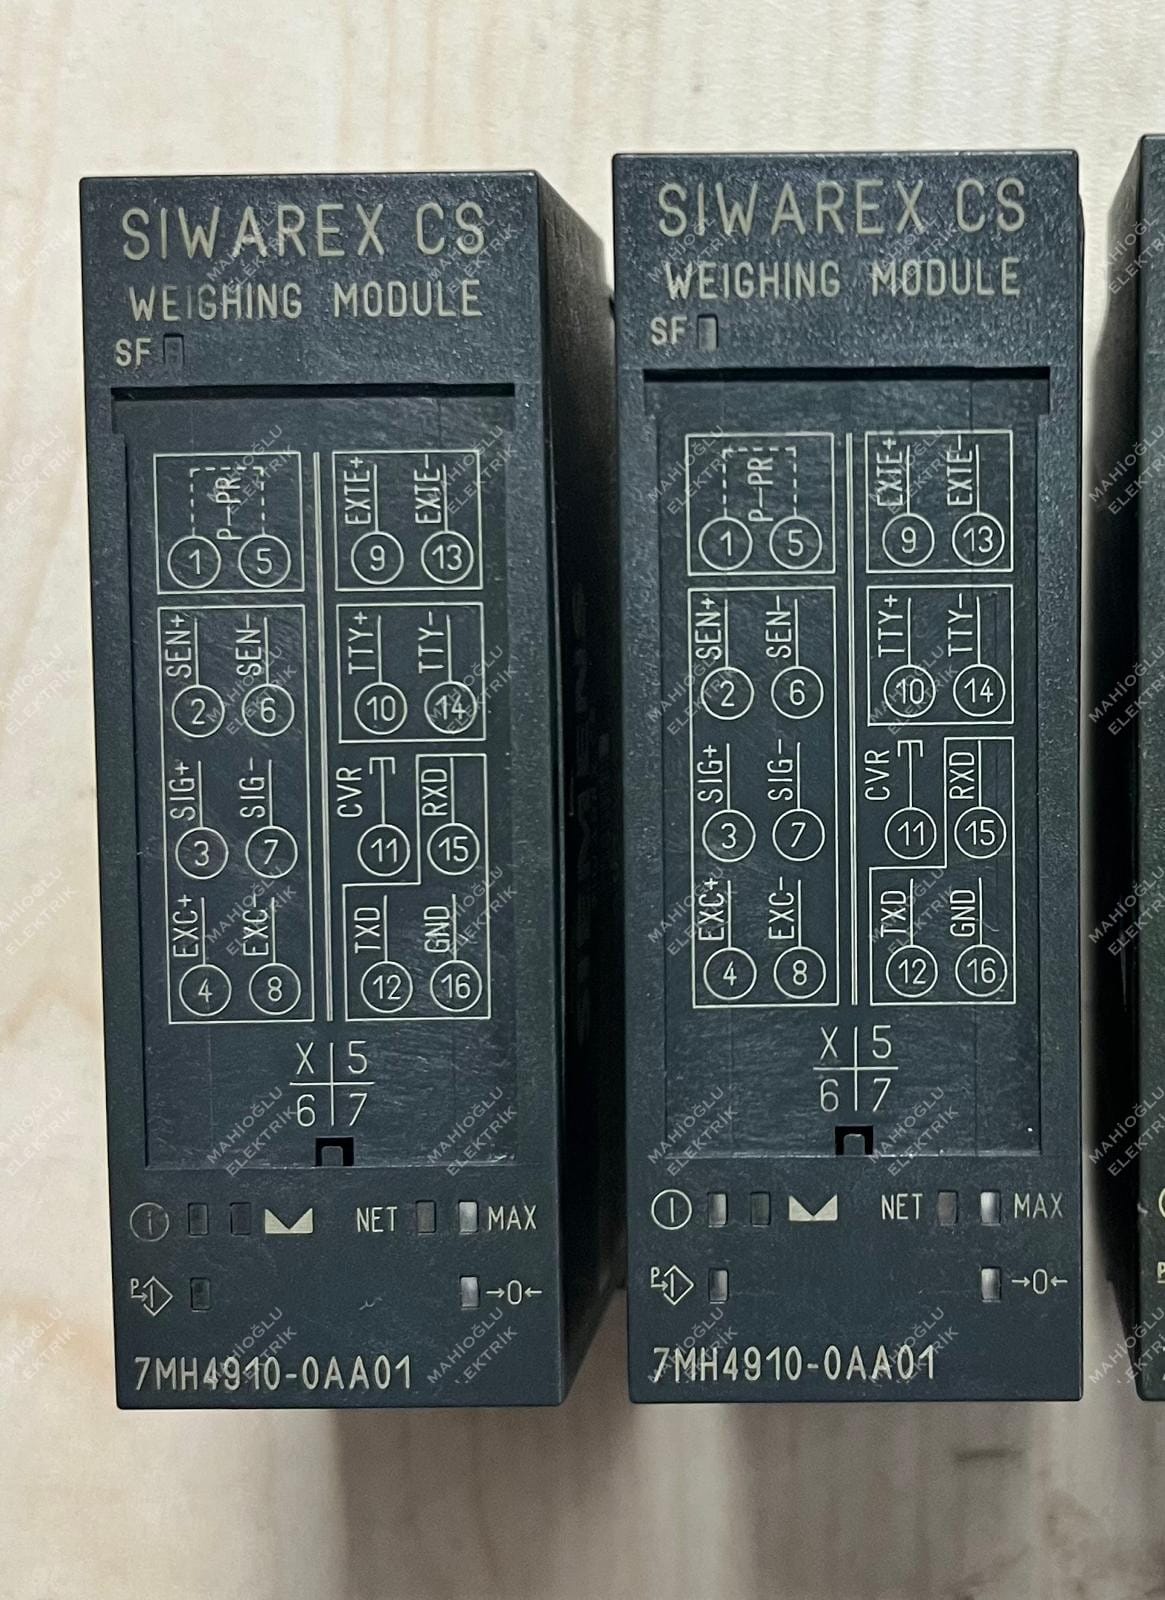 SIWAREX CS
WEIGHING MODULE
SF
P-PR
EXTE+ EXTE-
1 5 9 13
SEN+ SEN- TTY+ TTY-
2 6 10 14
SIG+ SIG- CVR RXD
3 7 11 15
EXC+ EXC- TXD GND
4 8 12 16
X 5
6 7
i NET MAX
P I →0←
7MH4910-0AA01
SIWAREX CS
WEIGHING MODULE
SF
P-PR
EXTE+ EXTE-
1 5 9 13
SEN+ SEN- TTY+ TTY-
2 6 10 14
SIG+ SIG- CVR RXD
3 7 11 15
EXC+ EXC- TXD GND
4 8 12 16
X 5
6 7
I NET MAX
P I →0←
7MH4910-0AA01
MAHİOĞLU
ELEKTRİK